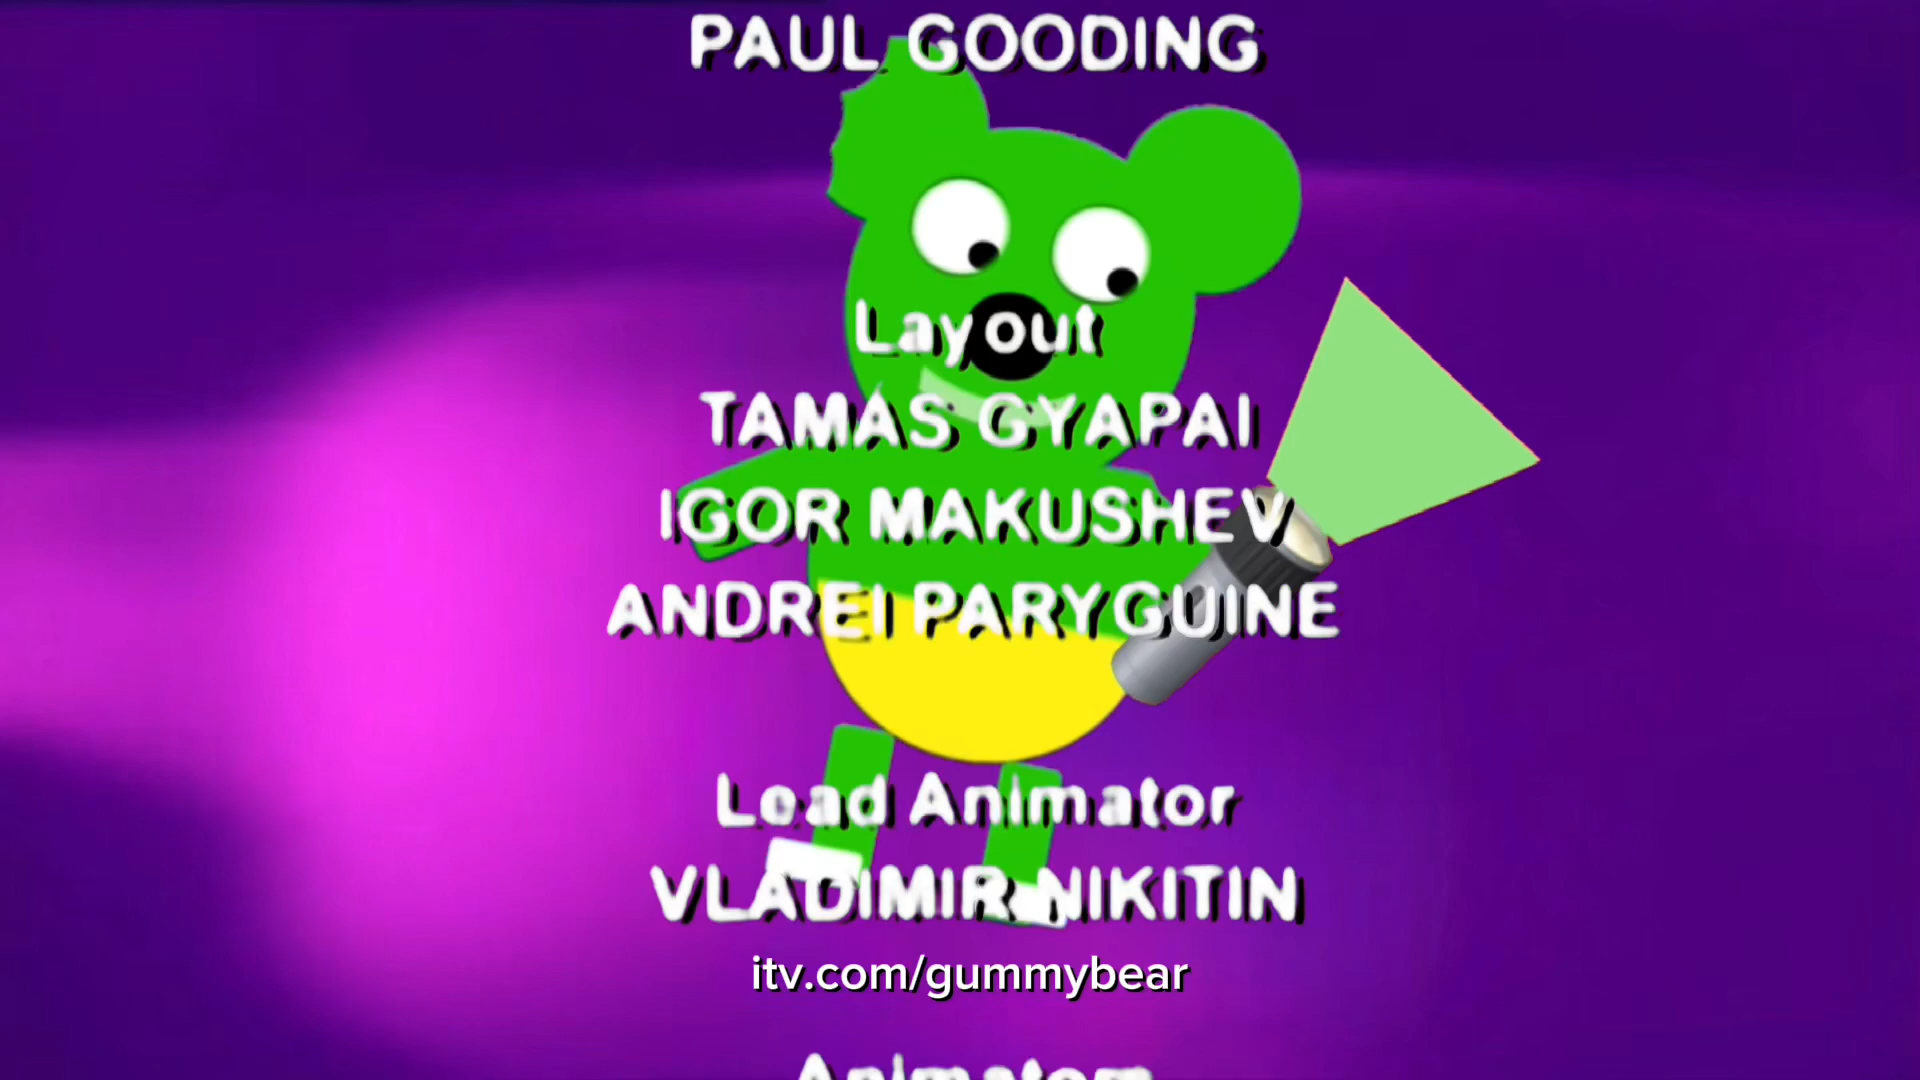 PAUL GOODING
Layout
TAMAS GYAPAI
IGOR MAKUSHEV
ANDREI PARYGUINE
Lead Animator
VLADIMIR NIKITIN
itv.com/gummybear